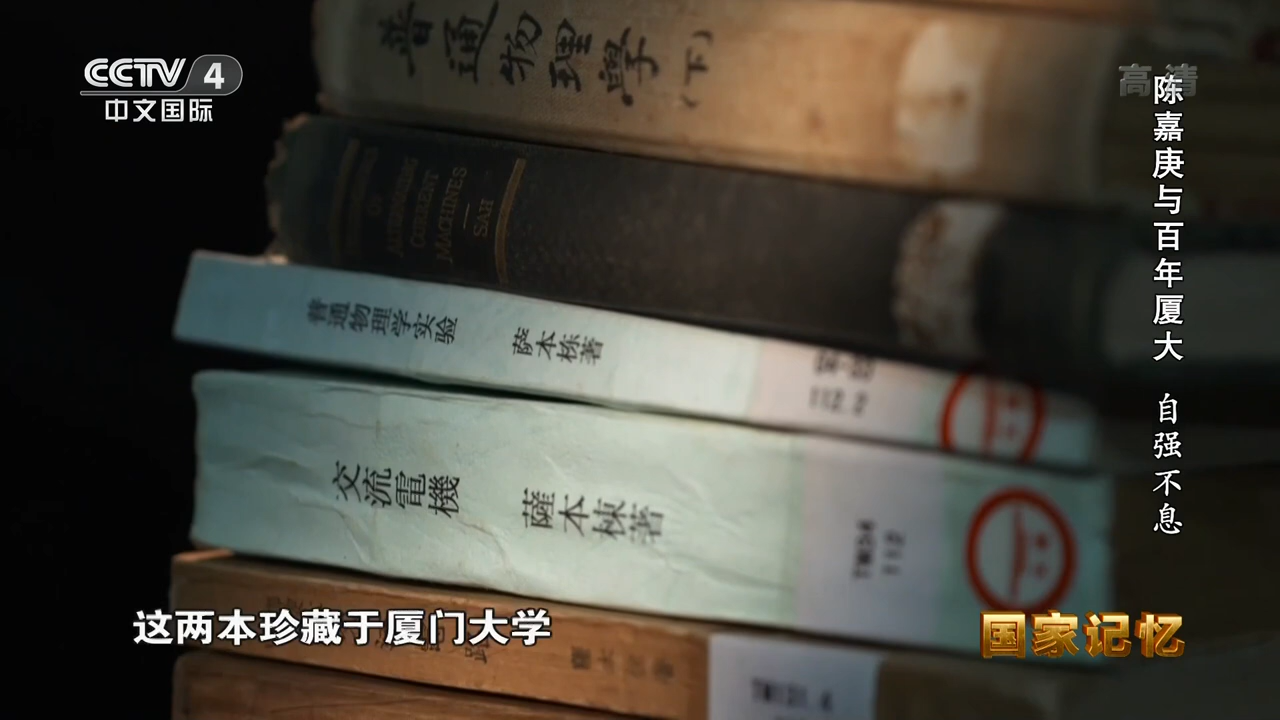 CCTV 4
中文国际
高清
陈嘉庚与百年厦大 自强不息
普通物理學(下)
OF
ALTERNATING
CURRENT
MACHINES
SAH
普通物理学实验 萨本栋著
交流電機 薩本棟著
TM34
112
这两本珍藏于厦门大学
国家记忆